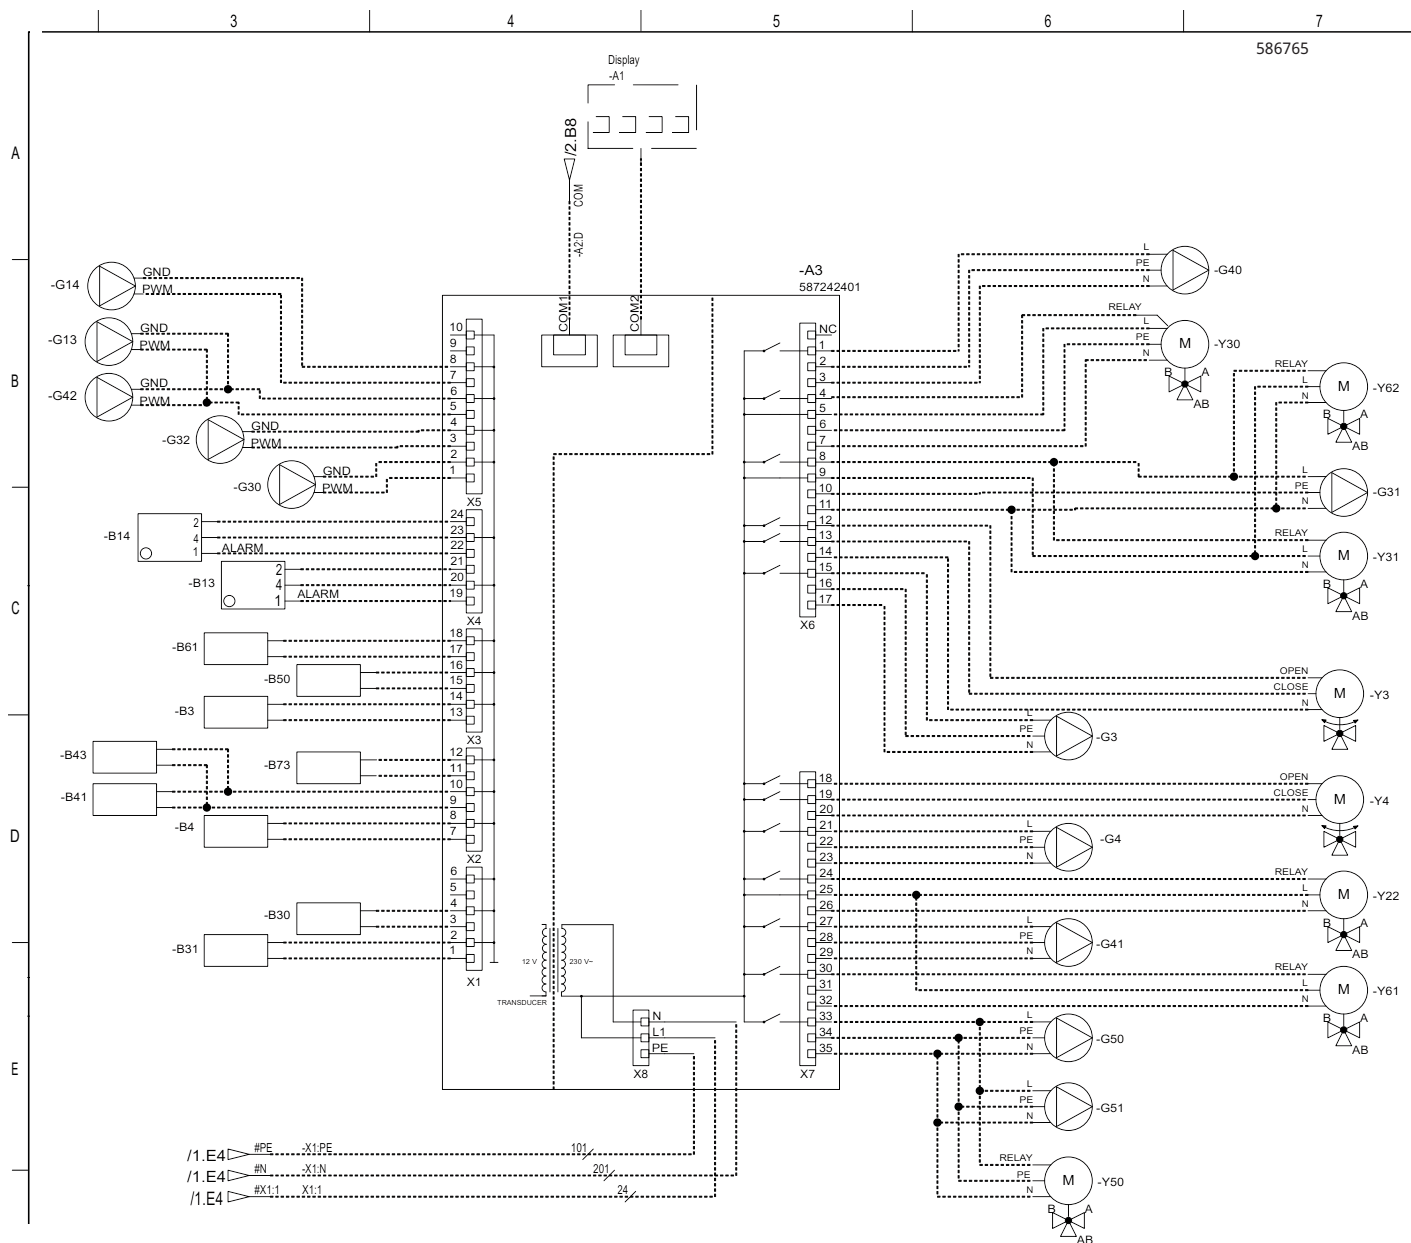 3 4 5 6 7
586765
Display
-A1
A
/2.B8
COM
-A2:D
L
PE
N
-G40
-A3
587242401
-G14
GND
PWM
COM1
COM2
RELAY
L
PE
N
M
-Y30
B
A
AB
-G13
GND
PWM
B
-G42
GND
PWM
-G32
GND
PWM
-G30
GND
PWM
10
9
8
7
6
5
4
3
2
1
X5
NC
1
2
3
4
5
6
7
8
9
10
11
12
13
14
15
16
17
X6
RELAY
L
N
M
-Y62
B
A
AB
L
PE
N
-G31
RELAY
L
N
M
-Y31
B
A
AB
-B14
2
4
1
ALARM
-B13
2
4
1
ALARM
24
23
22
21
20
19
X4
C
-B61
-B50
-B3
18
17
16
15
14
13
X3
OPEN
CLOSE
N
M
-Y3
L
PE
N
-G3
-B43
-B73
-B41
-B4
12
11
10
9
8
7
X2
D
18
19
20
21
22
23
24
25
26
27
28
29
30
31
32
33
34
35
X7
OPEN
CLOSE
N
M
-Y4
L
PE
N
-G4
RELAY
L
N
M
-Y22
B
A
AB
-B30
-B31
6
5
4
3
2
1
X1
L
PE
N
-G41
12 V
230 V~
TRANSDUCER
RELAY
L
N
M
-Y61
B
A
AB
N
L1
PE
X8
E
L
PE
N
-G50
L
PE
N
-G51
RELAY
PE
N
M
-Y50
B
A
AB
/1.E4 #PE -X1:PE 101
/1.E4 #N -X1:N 201
/1.E4 #X1:1 X1:1 24